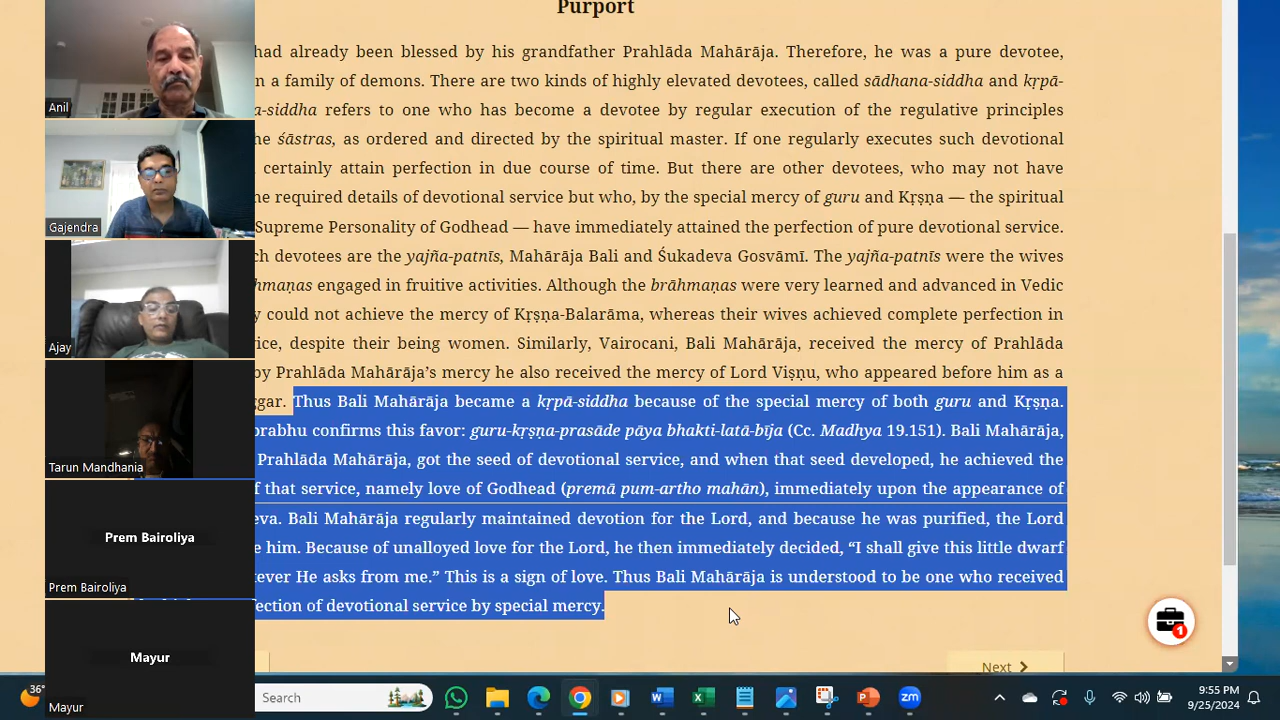 Purport
had already been blessed by his grandfather Prahlāda Mahārāja. Therefore, he was a pure devotee,
n a family of demons. There are two kinds of highly elevated devotees, called sādhana-siddha and kṛpā-
a-siddha refers to one who has become a devotee by regular execution of the regulative principles
he śāstras, as ordered and directed by the spiritual master. If one regularly executes such devotional
certainly attain perfection in due course of time. But there are other devotees, who may not have
he required details of devotional service but who, by the special mercy of guru and Kṛṣṇa — the spiritual
Supreme Personality of Godhead — have immediately attained the perfection of pure devotional service.
ch devotees are the yajña-patnīs, Mahārāja Bali and Śukadeva Gosvāmī. The yajña-patnīs were the wives
hmaṇas engaged in fruitive activities. Although the brāhmaṇas were very learned and advanced in Vedic
y could not achieve the mercy of Kṛṣṇa-Balarāma, whereas their wives achieved complete perfection in
ice, despite their being women. Similarly, Vairocani, Bali Mahārāja, received the mercy of Prahlāda
by Prahlāda Mahārāja’s mercy he also received the mercy of Lord Viṣṇu, who appeared before him as a
ggar. Thus Bali Mahārāja became a kṛpā-siddha because of the special mercy of both guru and Kṛṣṇa.
prabhu confirms this favor: guru-kṛṣṇa-prasāde pāya bhakti-latā-bīja (Cc. Madhya 19.151). Bali Mahārāja,
Prahlāda Mahārāja, got the seed of devotional service, and when that seed developed, he achieved the
f that service, namely love of Godhead (premā pum-artho mahān), immediately upon the appearance of
eva. Bali Mahārāja regularly maintained devotion for the Lord, and because he was purified, the Lord
e him. Because of unalloyed love for the Lord, he then immediately decided, “I shall give this little dwarf
tever He asks from me.” This is a sign of love. Thus Bali Mahārāja is understood to be one who received
fection of devotional service by special mercy.
Next
Anil
Gajendra
Ajay
Tarun Mandhania
Prem Bairoliya
Prem Bairoliya
Mayur
Mayur
1
36°
Search
zm
9:55 PM
9/25/2024